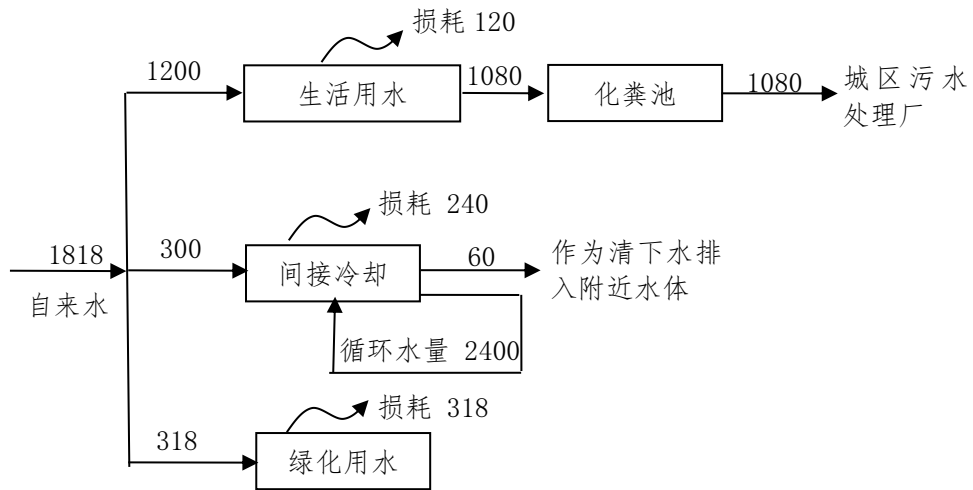 损耗 120
1200
生活用水
1080
化粪池
1080
城区污水
处理厂
损耗 240
1818
300
间接冷却
60
作为清下水排
入附近水体
自来水
循环水量 2400
损耗 318
318
绿化用水